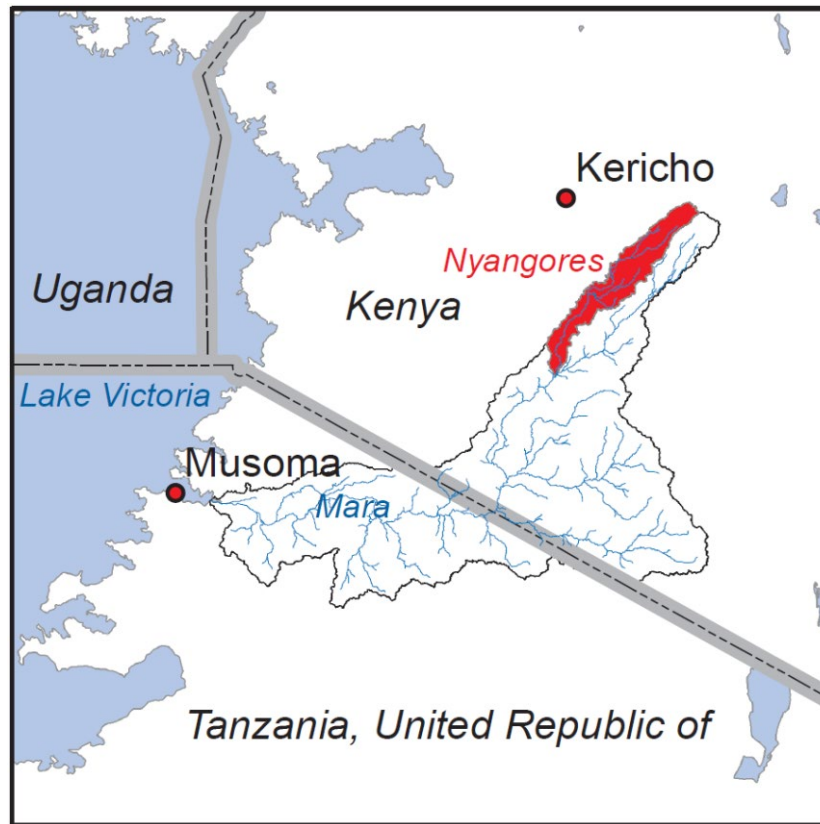 Kericho
Nyangores
Uganda
Kenya
Lake Victoria
Musoma
Mara
Tanzania, United Republic of